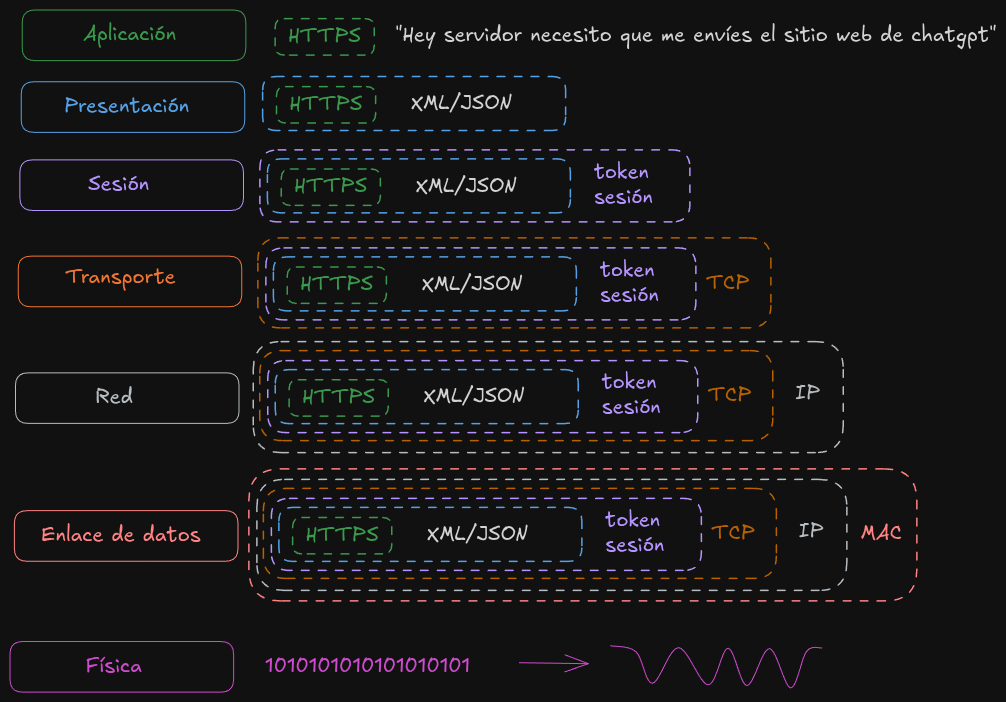 Aplicación
HTTPS "Hey servidor necesito que me envíes el sitio web de chatgpt"
Presentación
HTTPS XML/JSON
Sesión
HTTPS XML/JSON
token
sesión
Transporte
HTTPS XML/JSON
token
sesión
TCP
Red
HTTPS XML/JSON
token
sesión
TCP
IP
Enlace de datos
HTTPS XML/JSON
token
sesión
TCP
IP
MAC
Física
1010101010101010101